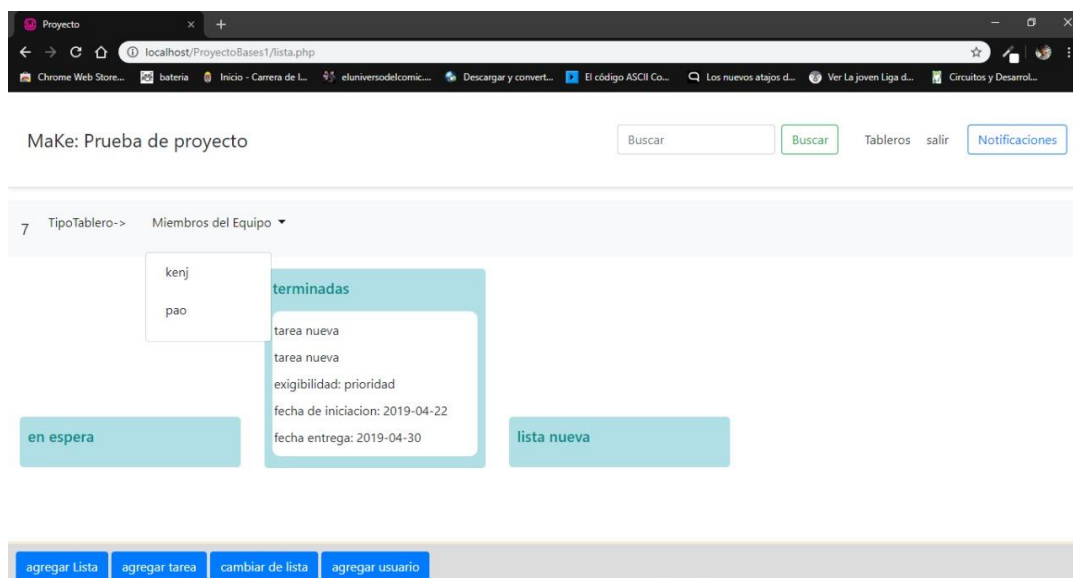 Proyecto
localhost/ProyectoBases1/lista.php
Chrome Web Store...
bateria
Inicio - Carrera de l...
eluniversodelcomic....
Descargar y convert...
El código ASCII Co...
Los nuevos atajos d...
Ver La joven Liga d...
Circuitos y Desarrol...
MaKe: Prueba de proyecto
Buscar
Buscar
Tableros
salir
Notificaciones
7
TipoTablero->
Miembros del Equipo
kenj
pao
terminadas
tarea nueva
tarea nueva
exigibilidad: prioridad
fecha de iniciacion: 2019-04-22
fecha entrega: 2019-04-30
en espera
lista nueva
agregar Lista
agregar tarea
cambiar de lista
agregar usuario